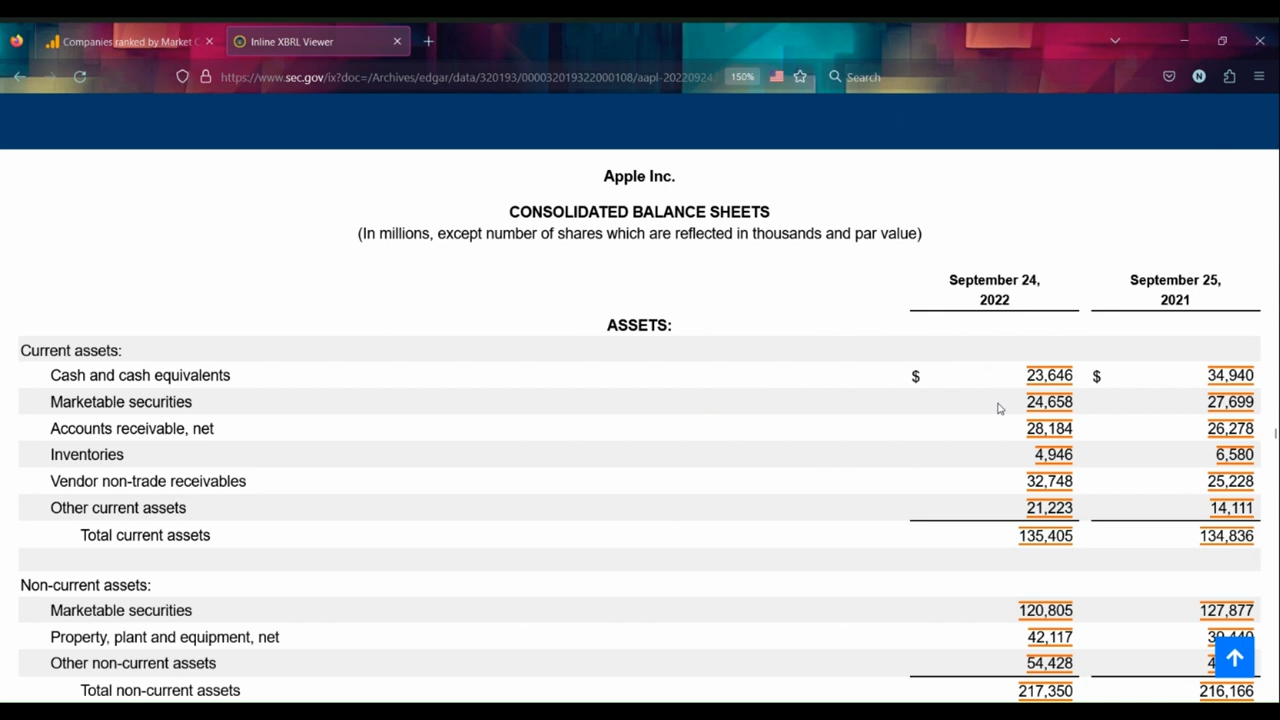 Companies ranked by Market C
Inline XBRL Viewer
https://www.sec.gov/ix?doc=/Archives/edgar/data/320193/000032019322000108/aapl-20220924. 150% Search N
Apple Inc.
CONSOLIDATED BALANCE SHEETS
(In millions, except number of shares which are reflected in thousands and par value)
September 24, 2022
September 25, 2021
ASSETS:
Current assets:
Cash and cash equivalents $ 23,646 $ 34,940
Marketable securities 24,658 27,699
Accounts receivable, net 28,184 26,278
Inventories 4,946 6,580
Vendor non-trade receivables 32,748 25,228
Other current assets 21,223 14,111
Total current assets 135,405 134,836
Non-current assets:
Marketable securities 120,805 127,877
Property, plant and equipment, net 42,117
Other non-current assets 54,428
Total non-current assets 217,350 216,166